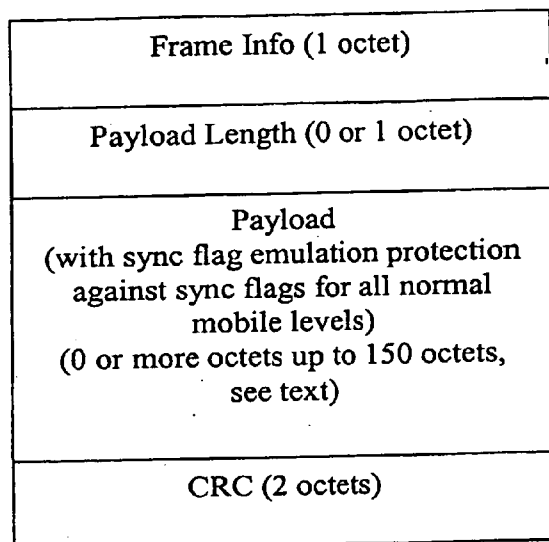 Frame Info (1 octet)
Payload Length (0 or 1 octet)
Payload
(with sync flag emulation protection
against sync flags for all normal
mobile levels)
(0 or more octets up to 150 octets,
see text)
CRC (2 octets)